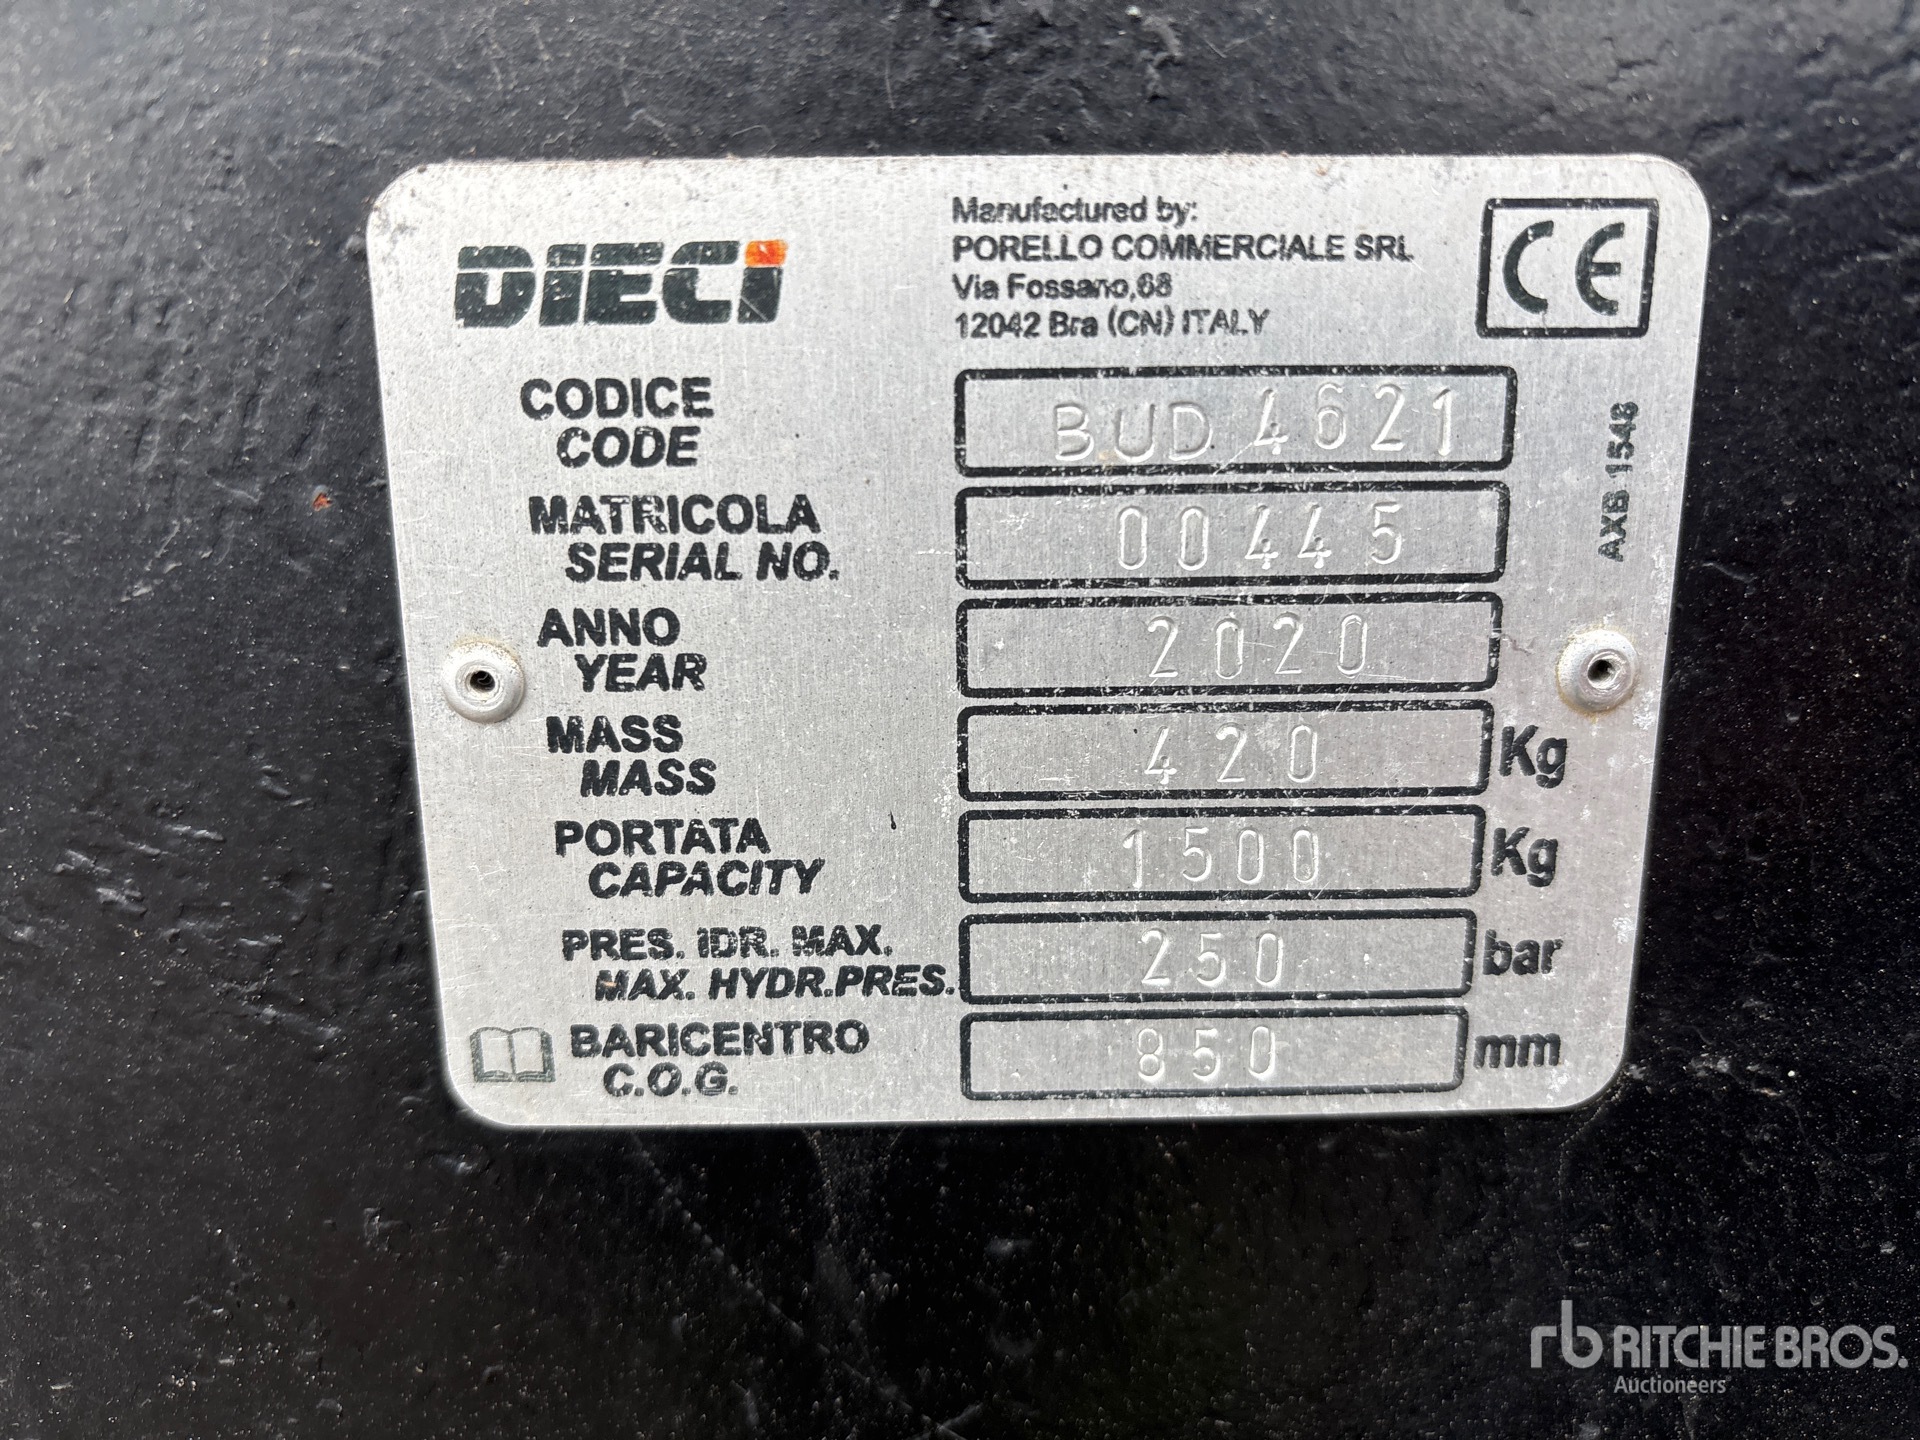 DIECI
Manufactured by:
PORELLO COMMERCIALE SRL
Via Fossano,68
12042 Bra (CN) ITALY
CE
CODICE
CODE
BUD 4621
MATRICOLA
SERIAL NO.
00445
ANNO
YEAR
2020
MASS
MASS
420 Kg
PORTATA
CAPACITY
1500 Kg
PRES. IDR. MAX.
MAX. HYDR.PRES.
250 bar
BARICENTRO
C.O.G.
850 mm
AXB 1548
rb RITCHIE BROS.
Auctioneers